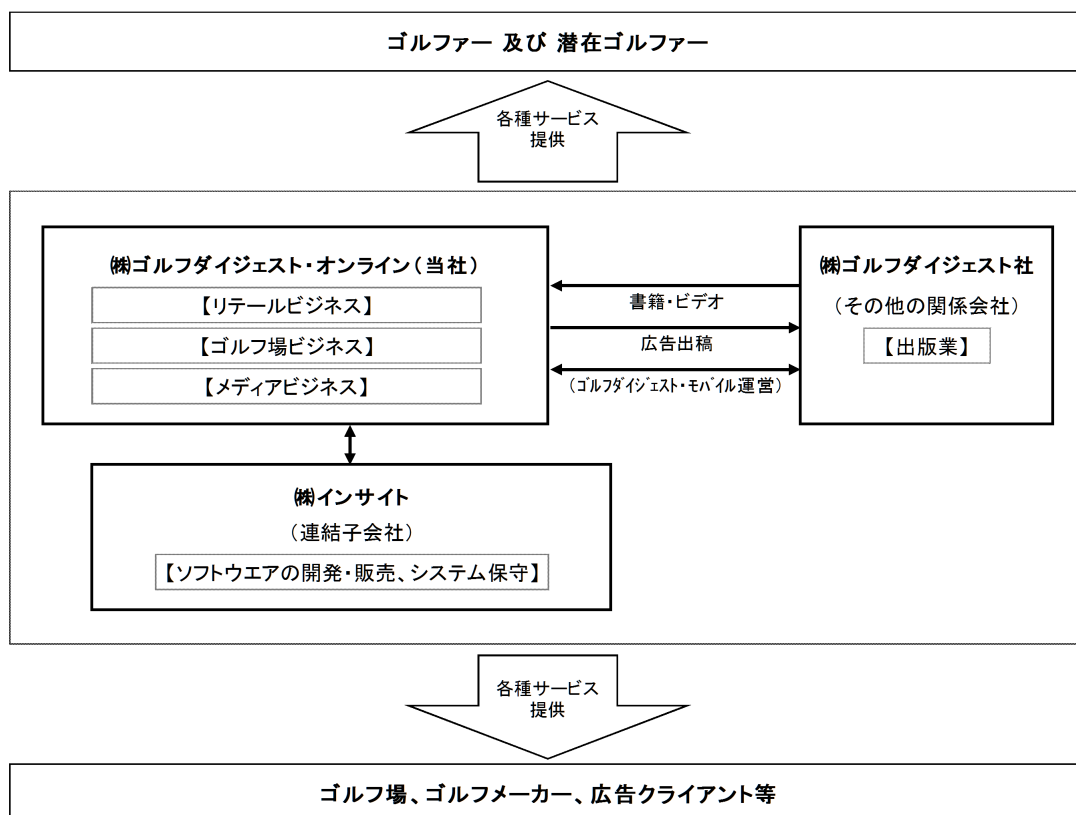 ゴルファー 及び 潜在ゴルファー
各種サービス
提供
㈱ゴルフダイジェスト・オンライン（当社）
【リテールビジネス】
【ゴルフ場ビジネス】
【メディアビジネス】
書籍・ビデオ
広告出稿
（ゴルフダイジェスト・モバイル運営）
㈱ゴルフダイジェスト社
（その他の関係会社）
【出版業】
㈱インサイト
（連結子会社）
【ソフトウエアの開発・販売、システム保守】
各種サービス
提供
ゴルフ場、ゴルフメーカー、広告クライアント等